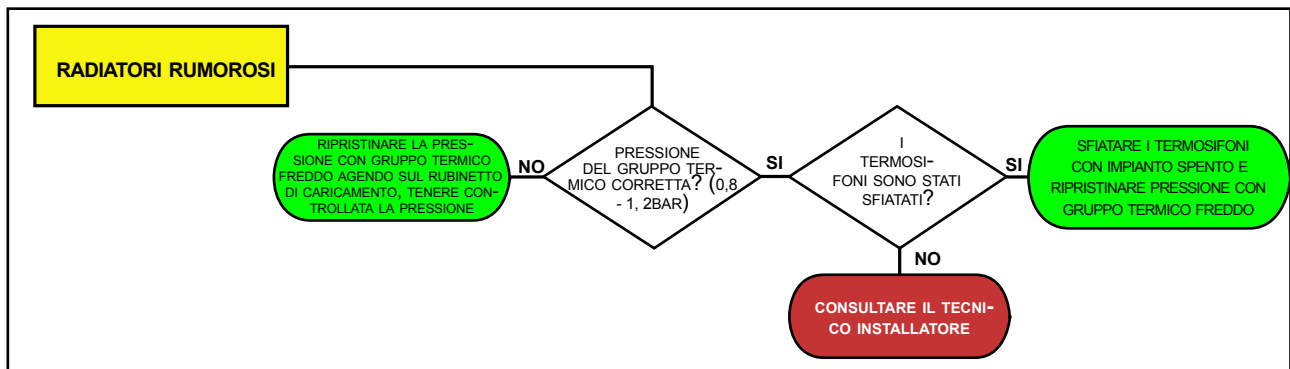 RADIATORI RUMOROSI
RIPRISTINARE LA PRES-
SIONE CON GRUPPO TERMICO
FREDDO AGENDO SUL RUBINETTO
DI CARICAMENTO, TENERE CON-
TROLLATA LA PRESSIONE
NO
PRESSIONE
DEL GRUPPO TER-
MICO CORRETTA? (0,8
- 1, 2BAR)
SI
I
TERMOSI-
FONI SONO STATI
SFIATATI?
SI
SFIATARE I TERMOSIFONI
CON IMPIANTO SPENTO E
RIPRISTINARE PRESSIONE CON
GRUPPO TERMICO FREDDO
NO
CONSULTARE IL TECNI-
CO INSTALLATORE